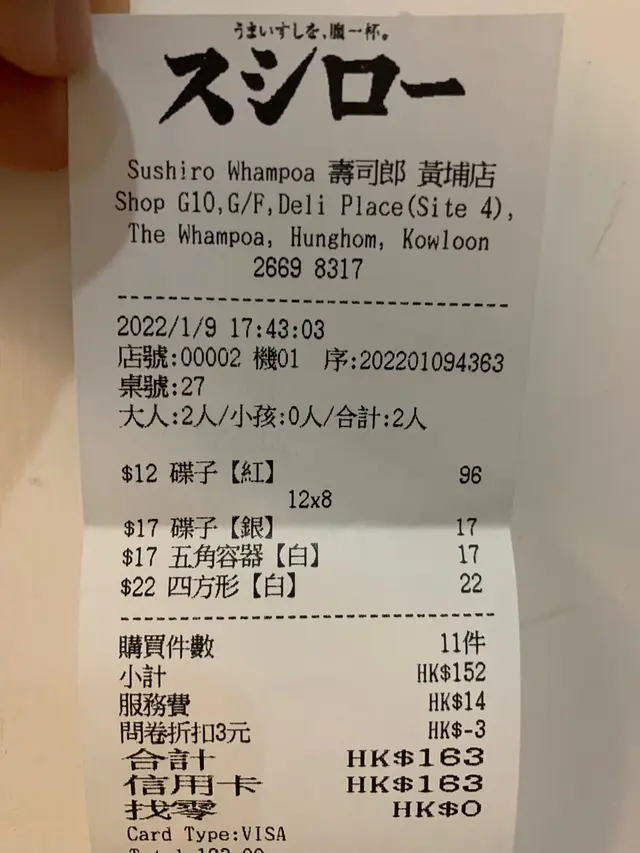 うまいすしを、腹一杯。
スシロー
Sushiro Whampoa 壽司郎 黃埔店
Shop G10,G/F,Deli Place(Site 4),
The Whampoa, Hunghom, Kowloon
2669 8317
2022/1/9 17:43:03
店號:00002 機01 序:202201094363
桌號:27
大人:2人/小孩:0人/合計:2人
$12 碟子【紅】 96
12x8
$17 碟子【銀】 17
$17 五角容器【白】 17
$22 四方形【白】 22
購買件數 11件
小計 HK$152
服務費 HK$14
問卷折扣3元 HK$-3
合計 HK$163
信用卡 HK$163
找零 HK$0
Card Type:VISA